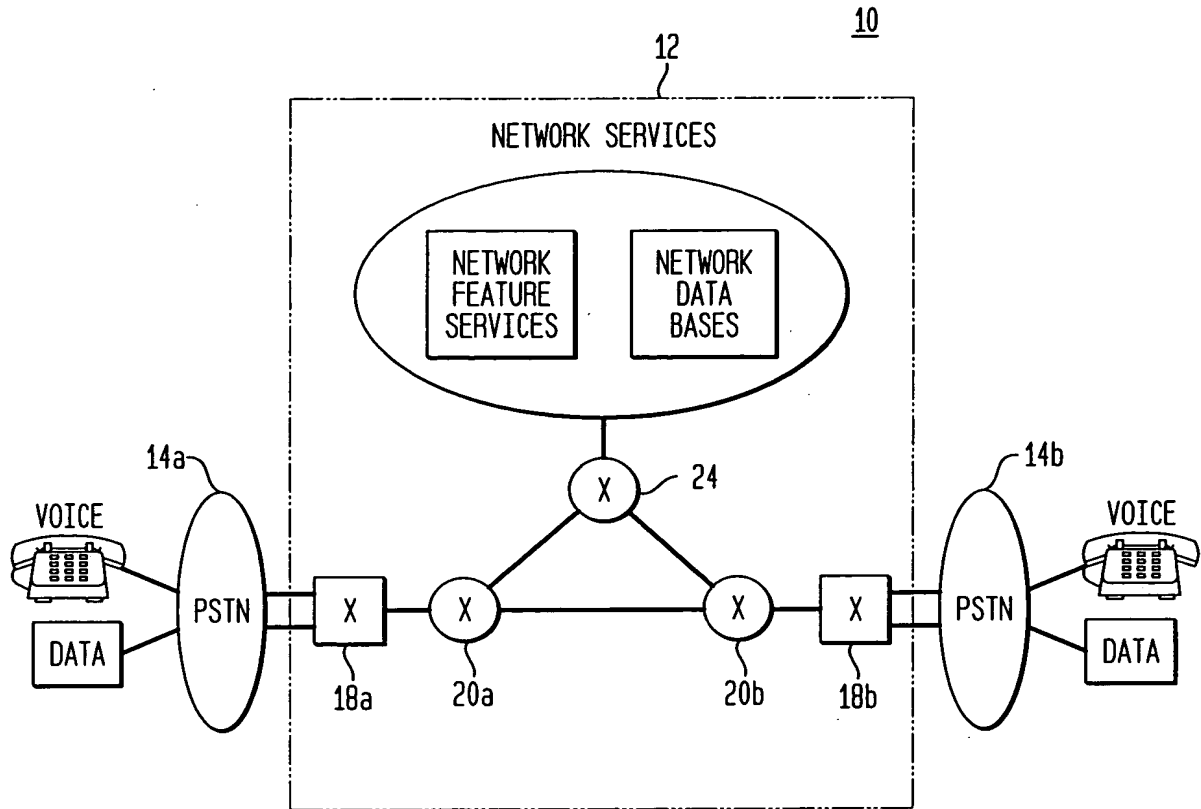 10
12
NETWORK SERVICES
NETWORK
FEATURE
SERVICES
NETWORK
DATA
BASES
14a
24
14b
VOICE
VOICE
PSTN
X
X
X
X
X
PSTN
DATA
DATA
18a
20a
20b
18b